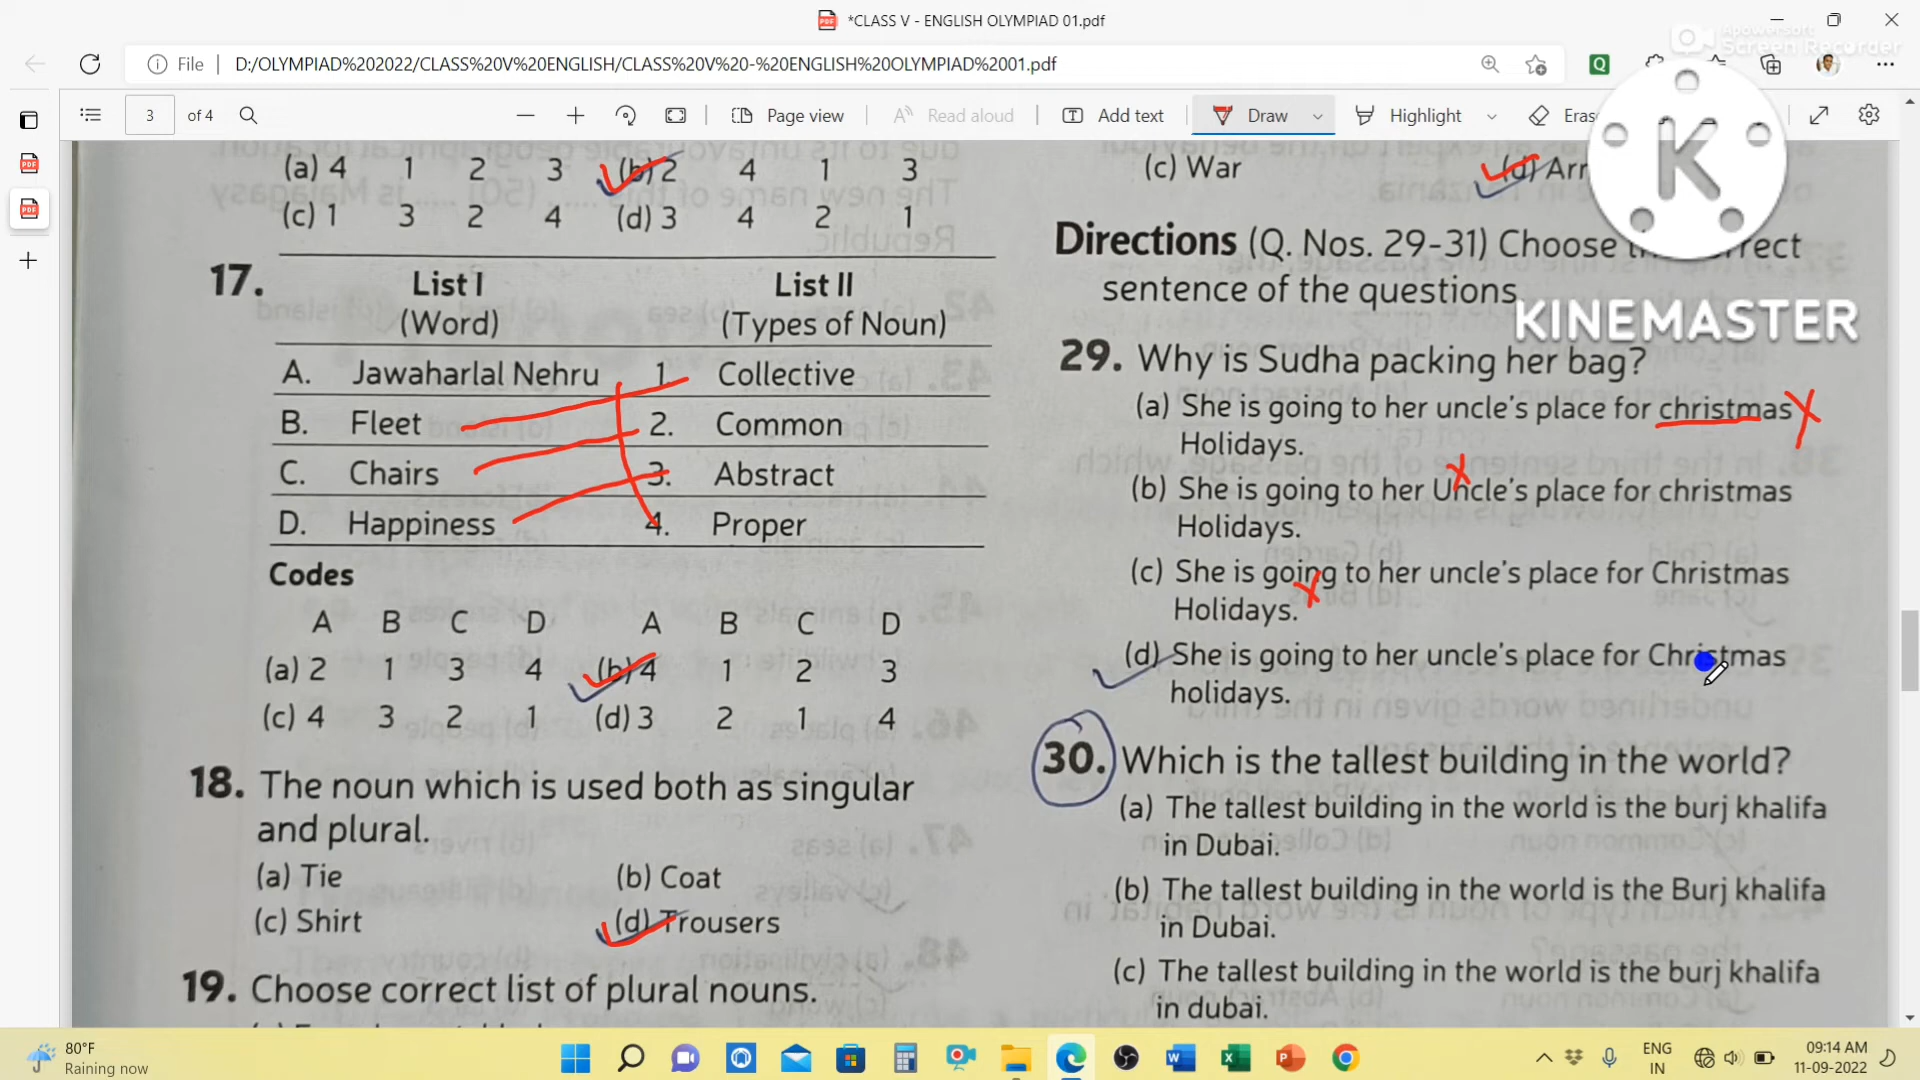 *CLASS V - ENGLISH OLYMPIAD 01.pdf
Apowersoft
Screen Recorder
File
D:/OLYMPIAD%202022/CLASS%20V%20ENGLISH/CLASS%20V%20-%20ENGLISH%20OLYMPIAD%2001.pdf
3 of 4
Page view
Read aloud
Add text
Draw
Highlight
Eras
(a) 4 1 2 3 (b) 2 4 1 3
(c) 1 3 2 4 (d) 3 4 2 1
17. List I List II
(Word) (Types of Noun)
A. Jawaharlal Nehru 1. Collective
B. Fleet 2. Common
C. Chairs 3. Abstract
D. Happiness 4. Proper
Codes
A B C D A B C D
(a) 2 1 3 4 (b) 4 1 2 3
(c) 4 3 2 1 (d) 3 2 1 4
18. The noun which is used both as singular
and plural.
(a) Tie (b) Coat
(c) Shirt (d) Trousers
19. Choose correct list of plural nouns.
(c) War (d) Arr
Directions (Q. Nos. 29-31) Choose the correct
sentence of the questions.
K
KINEMASTER
29. Why is Sudha packing her bag?
(a) She is going to her uncle's place for christmas
Holidays.
(b) She is going to her Uncle's place for christmas
Holidays.
(c) She is going to her uncle's place for Christmas
Holidays.
(d) She is going to her uncle's place for Christmas
holidays.
30. Which is the tallest building in the world?
(a) The tallest building in the world is the burj khalifa
in Dubai.
(b) The tallest building in the world is the Burj khalifa
in Dubai.
(c) The tallest building in the world is the burj khalifa
in dubai.
80°F
Raining now
ENG
IN
09:14 AM
11-09-2022